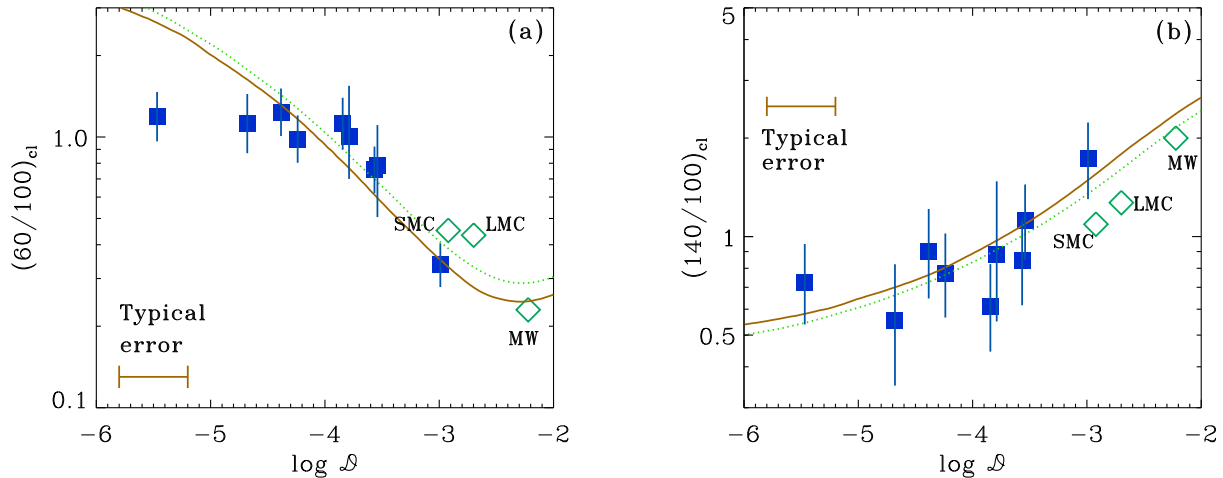 (a)
(60/100)cl
1.0
0.1
SMC
LMC
MW
Typical
error
−6
−5
−4
−3
−2
log 𝒟
(b)
(140/100)cl
5
2
1
0.5
Typical
error
MW
LMC
SMC
−6
−5
−4
−3
−2
log 𝒟